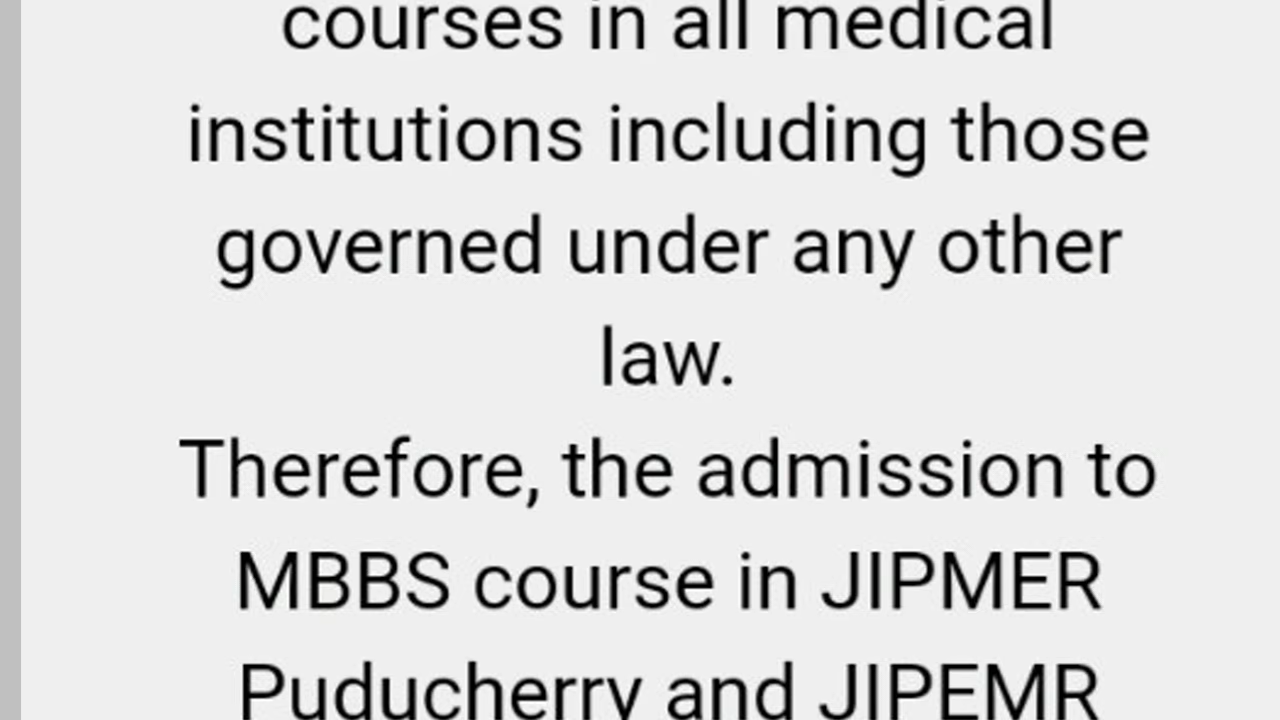 courses in all medical
institutions including those
governed under any other
law.
Therefore, the admission to
MBBS course in JIPMER
Puducherry and JIPEMR